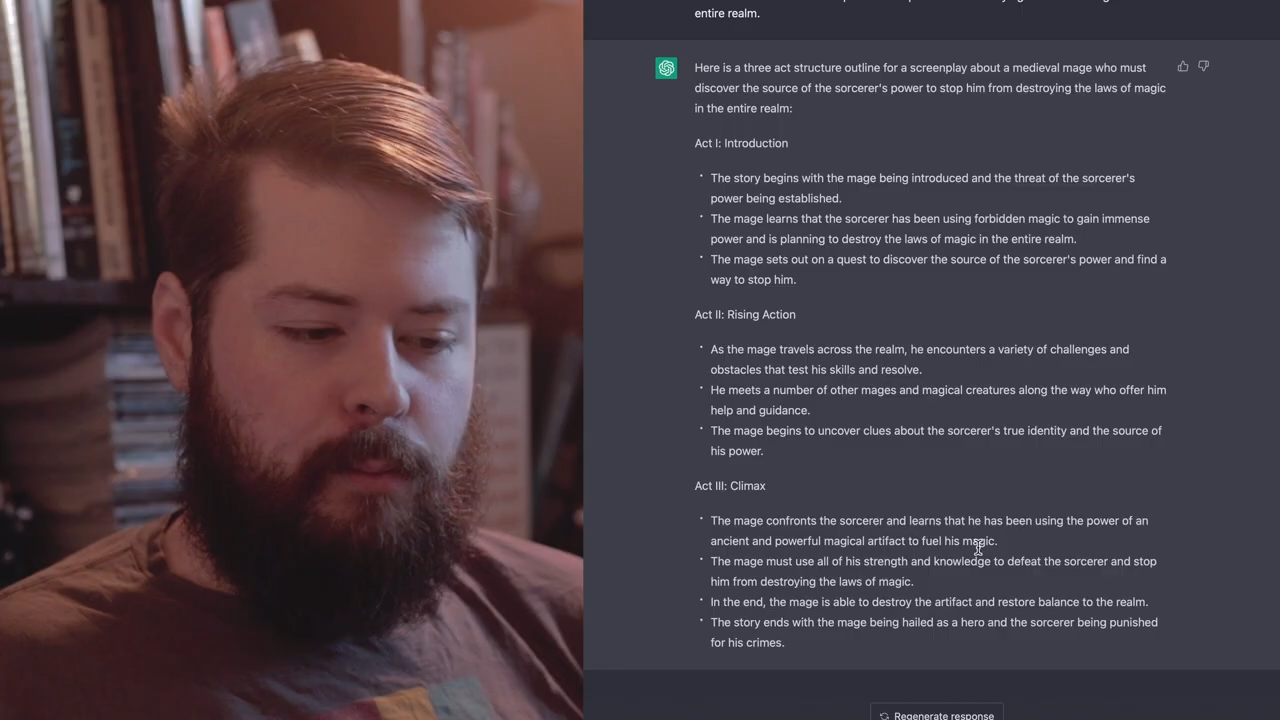 entire realm.
Here is a three act structure outline for a screenplay about a medieval mage who must
discover the source of the sorcerer's power to stop him from destroying the laws of magic
in the entire realm:
Act I: Introduction
• The story begins with the mage being introduced and the threat of the sorcerer's
power being established.
• The mage learns that the sorcerer has been using forbidden magic to gain immense
power and is planning to destroy the laws of magic in the entire realm.
• The mage sets out on a quest to discover the source of the sorcerer's power and find a
way to stop him.
Act II: Rising Action
• As the mage travels across the realm, he encounters a variety of challenges and
obstacles that test his skills and resolve.
• He meets a number of other mages and magical creatures along the way who offer him
help and guidance.
• The mage begins to uncover clues about the sorcerer's true identity and the source of
his power.
Act III: Climax
• The mage confronts the sorcerer and learns that he has been using the power of an
ancient and powerful magical artifact to fuel his magic.
• The mage must use all of his strength and knowledge to defeat the sorcerer and stop
him from destroying the laws of magic.
• In the end, the mage is able to destroy the artifact and restore balance to the realm.
• The story ends with the mage being hailed as a hero and the sorcerer being punished
for his crimes.
Regenerate response